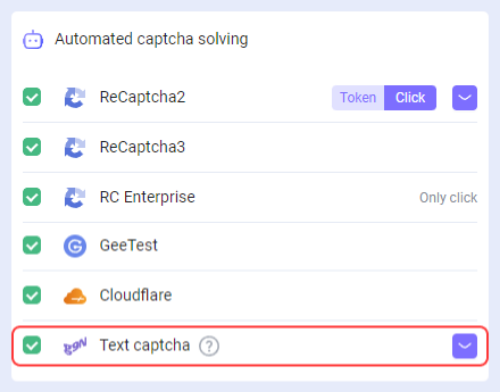 Automated captcha solving
ReCaptcha2 Token Click
ReCaptcha3
RC Enterprise Only click
G GeeTest
Cloudflare
Text captcha ?